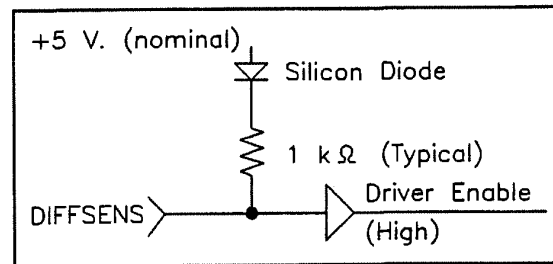 +5 V. (nominal)
Silicon Diode
1 kΩ (Typical)
DIFFSENS
Driver Enable
(High)